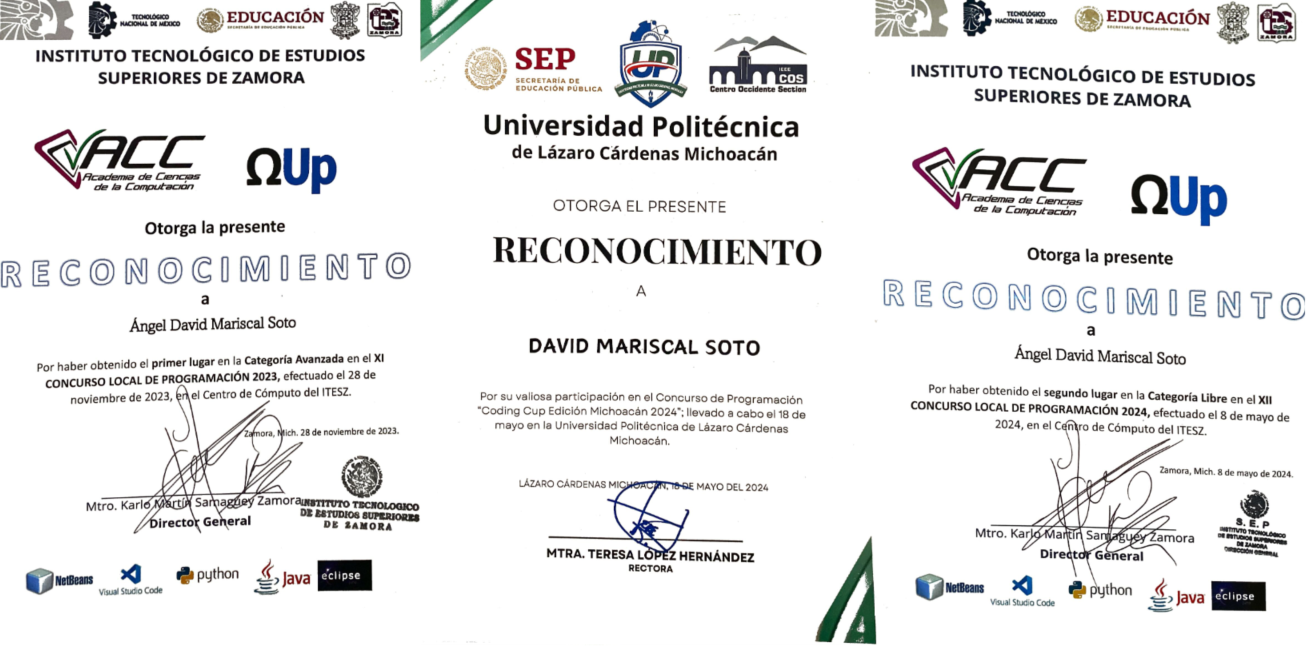 TECNOLÓGICO
NACIONAL DE MÉXICO
EDUCACIÓN
SECRETARÍA DE EDUCACIÓN PÚBLICA
ZAMORA
INSTITUTO TECNOLÓGICO DE ESTUDIOS
SUPERIORES DE ZAMORA
ACC
Academia de Ciencias
de la Computación
ΩUp
Otorga la presente
RECONOCIMIENTO
a
Ángel David Mariscal Soto
Por haber obtenido el primer lugar en la Categoría Avanzada en el XI
CONCURSO LOCAL DE PROGRAMACIÓN 2023, efectuado el 28 de
noviembre de 2023, en el Centro de Cómputo del ITESZ.
Zamora, Mich. 28 de noviembre de 2023.
Mtro. Karlo Martín Samagüey Zamora
Director General
INSTITUTO TECNOLOGICO
DE ESTUDIOS SUPERIORES
DE ZAMORA
NetBeans
Visual Studio Code
python
Java
eclipse
SEP
SECRETARÍA DE
EDUCACIÓN PÚBLICA
UP
IEEE
COS
Centro Occidente Section
Universidad Politécnica
de Lázaro Cárdenas Michoacán
OTORGA EL PRESENTE
RECONOCIMIENTO
A
DAVID MARISCAL SOTO
Por su valiosa participación en el Concurso de Programación
"Coding Cup Edición Michoacán 2024"; llevado a cabo el 18 de
mayo en la Universidad Politécnica de Lázaro Cárdenas
Michoacán.
LÁZARO CÁRDENAS MICHOACÁN, 18 DE MAYO DEL 2024
MTRA. TERESA LÓPEZ HERNÁNDEZ
RECTORA
TECNOLÓGICO
NACIONAL DE MÉXICO
EDUCACIÓN
SECRETARÍA DE EDUCACIÓN PÚBLICA
ZAMORA
INSTITUTO TECNOLÓGICO DE ESTUDIOS
SUPERIORES DE ZAMORA
ACC
Academia de Ciencias
de la Computación
ΩUp
Otorga la presente
RECONOCIMIENTO
a
Ángel David Mariscal Soto
Por haber obtenido el segundo lugar en la Categoría Libre en el XII
CONCURSO LOCAL DE PROGRAMACIÓN 2024, efectuado el 8 de mayo de
2024, en el Centro de Cómputo del ITESZ.
Zamora, Mich. 8 de mayo de 2024.
Mtro. Karlo Martín Samagüey Zamora
Director General
S. E. P
INSTITUTO TECNOLÓGICO
DE ESTUDIOS SUPERIORES
DE ZAMORA
DIRECCIÓN GENERAL
NetBeans
Visual Studio Code
python
Java
eclipse